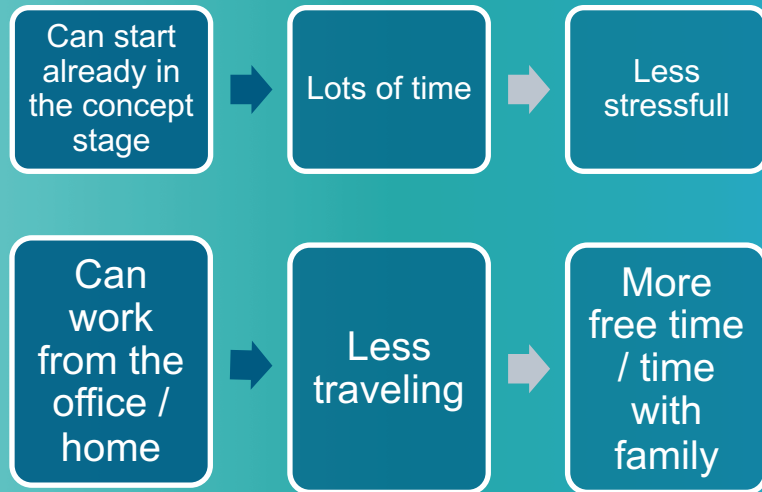 Can start
already in
the concept
stage
Lots of time
Less
stressfull
Can
work
from the
office /
home
Less
traveling
More
free time
/ time
with
family